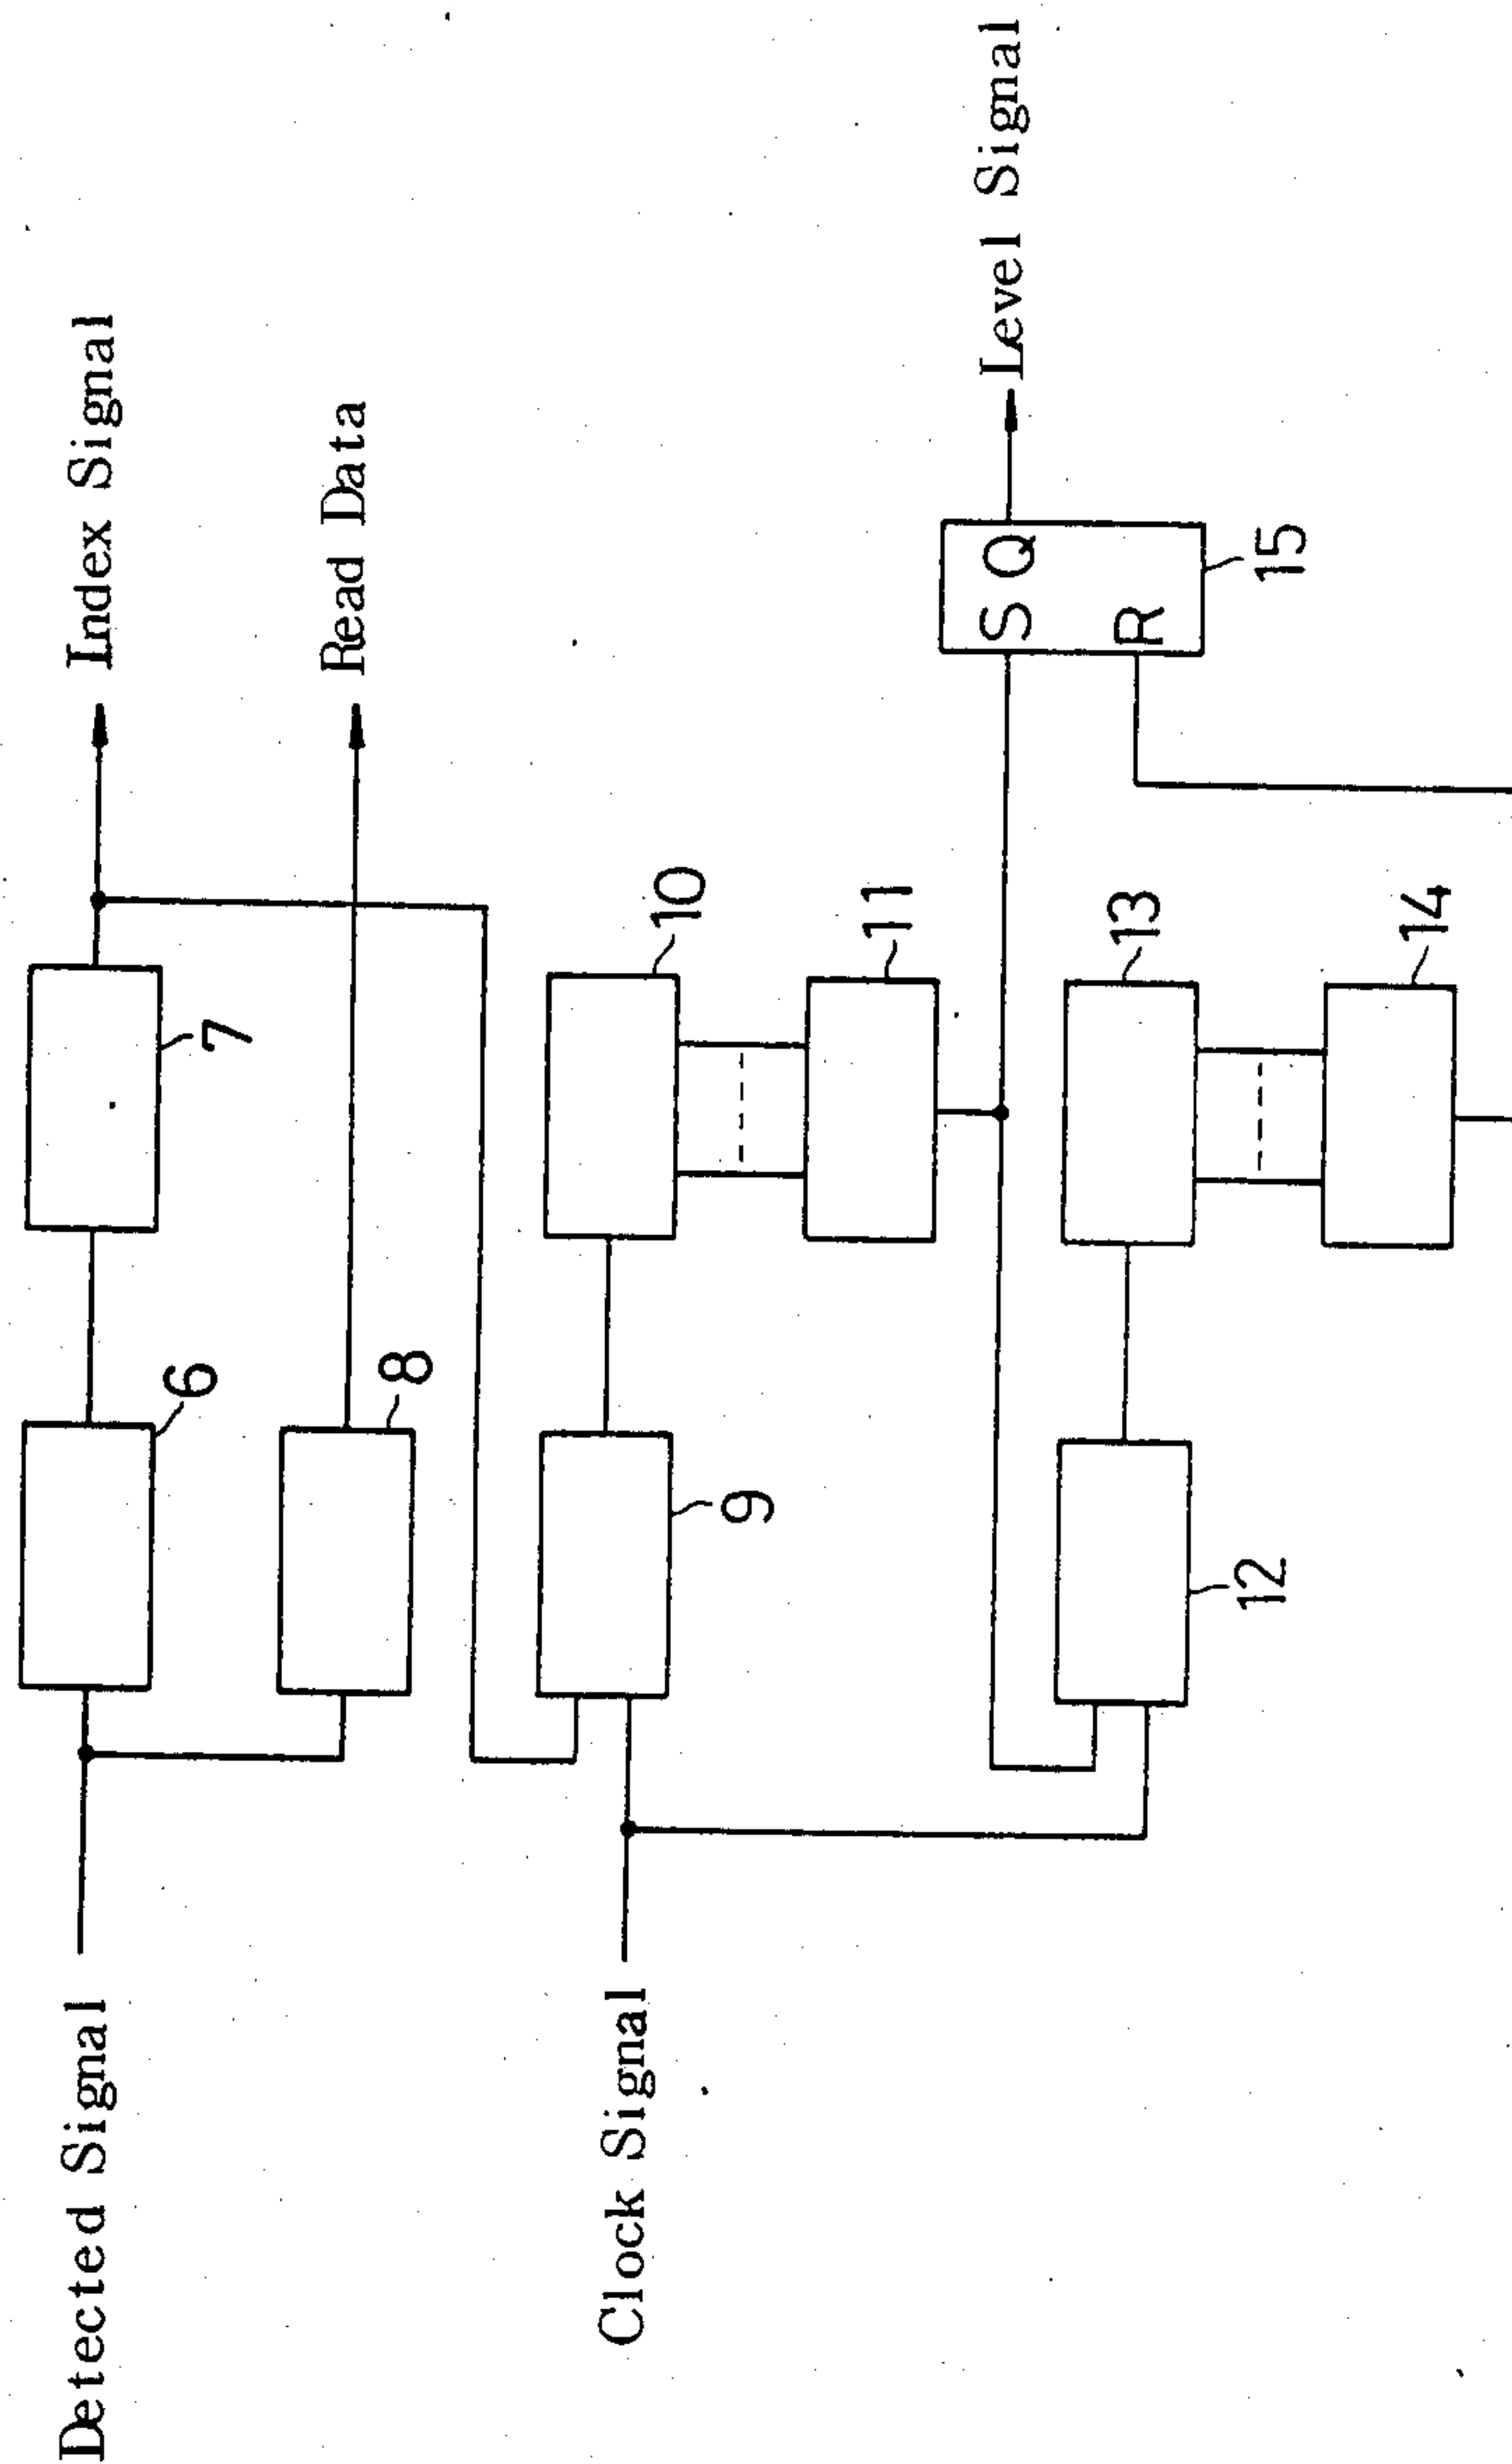 Detected Signal
6
7
Index Signal
8
Read Data
Clock Signal
9
10
11
S Q
R
15
Level Signal
12
13
14